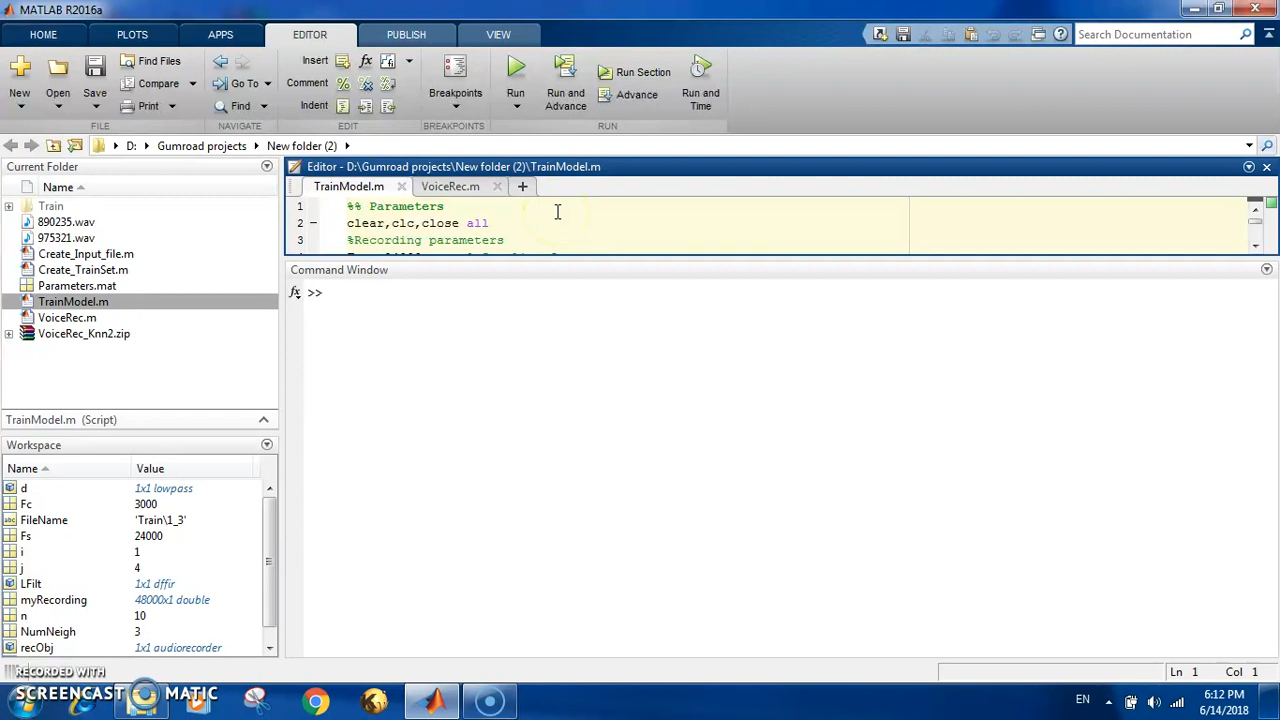 MATLAB R2016a
HOME PLOTS APPS EDITOR PUBLISH VIEW Search Documentation
New Open Save Find Files Compare Print Go To Find Insert Comment Indent Breakpoints Run Run and Advance Run Section Advance Run and Time
FILE NAVIGATE EDIT BREAKPOINTS RUN
D: Gumroad projects New folder (2)
Current Folder
Name
Train
890235.wav
975321.wav
Create_Input_file.m
Create_TrainSet.m
Parameters.mat
TrainModel.m
VoiceRec.m
VoiceRec_Knn2.zip
TrainModel.m (Script)
Workspace
Name Value
d 1x1 lowpass
Fc 3000
FileName 'Train\1_3'
Fs 24000
i 1
j 4
LFilt 1x1 dffir
myRecording 48000x1 double
n 10
NumNeigh 3
recObj 1x1 audiorecorder
Editor - D:\Gumroad projects\New folder (2)\TrainModel.m
TrainModel.m VoiceRec.m
1 %% Parameters
2 clear,clc,close all
3 %Recording parameters
Command Window
fx >>
Ln 1 Col 1
RECORDED WITH
SCREENCAST MATIC
EN 6:12 PM
6/14/2018